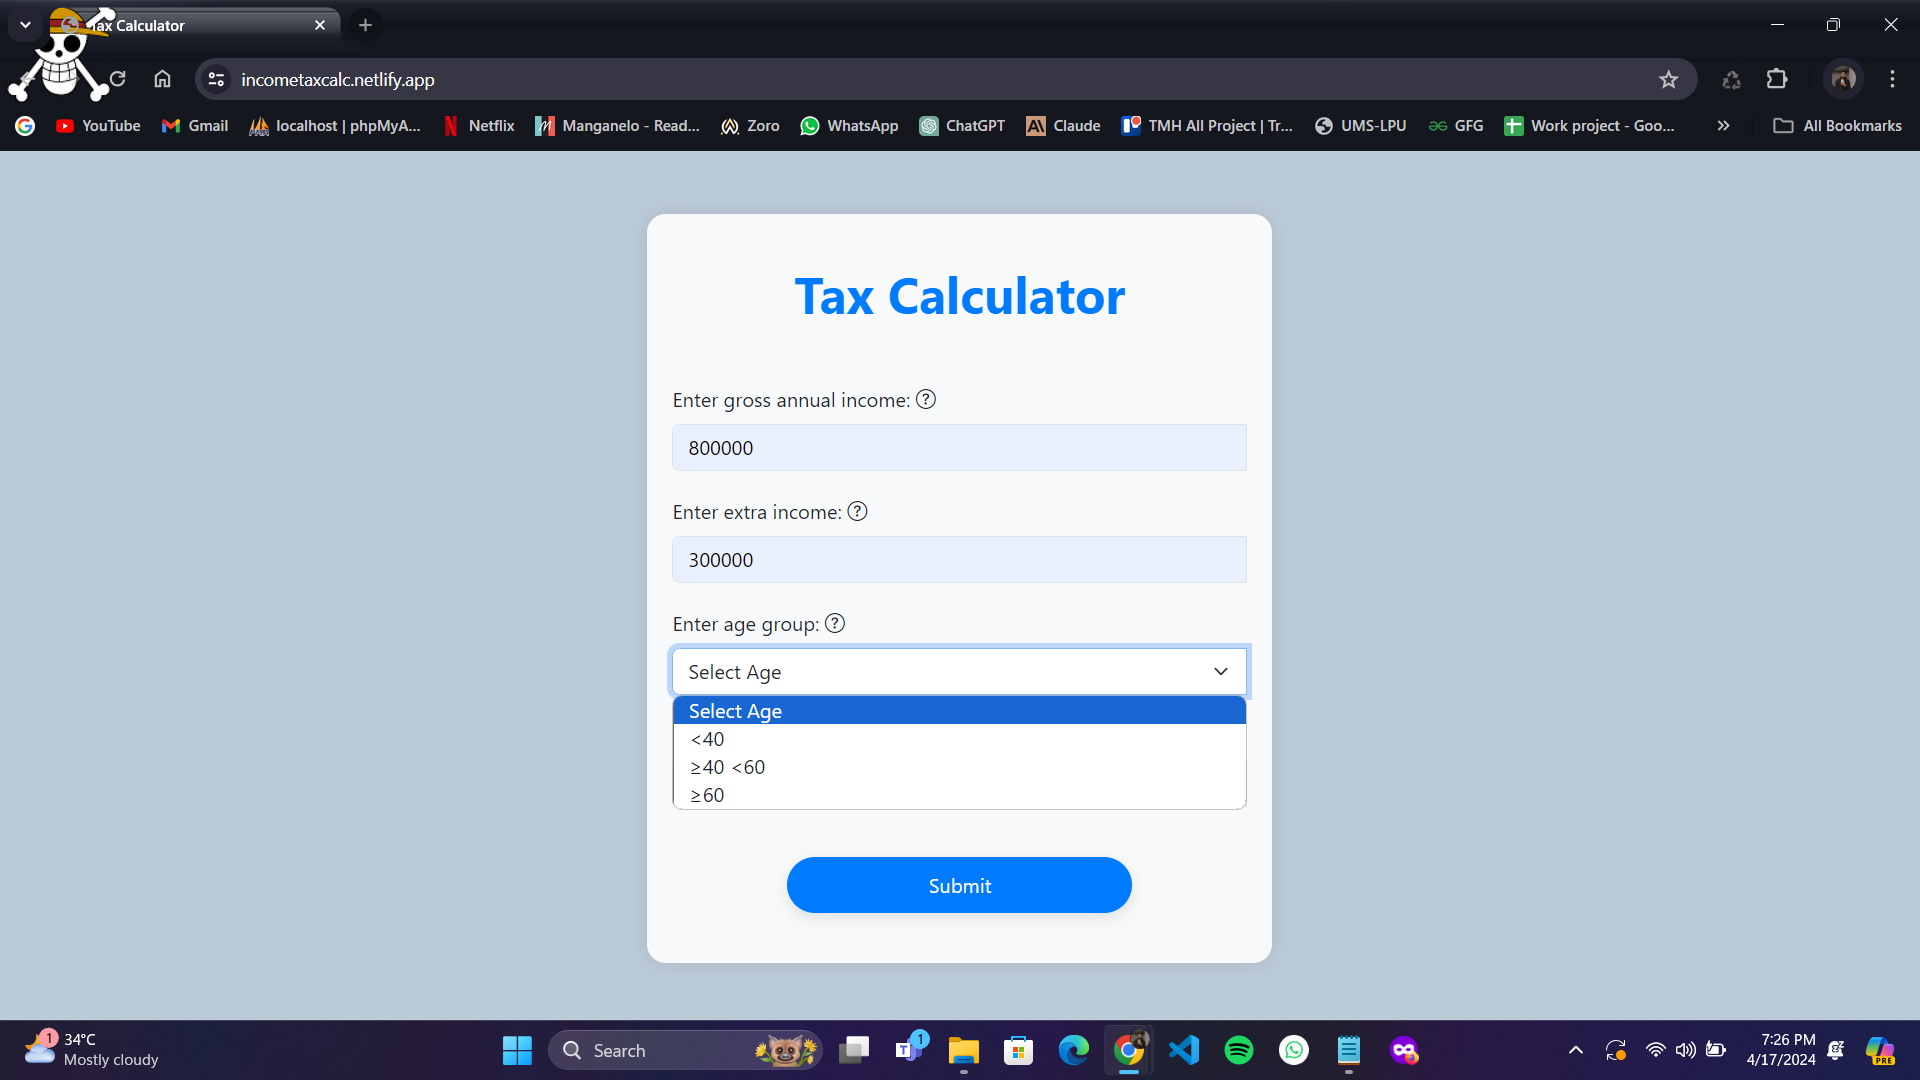 Tax Calculator
incometaxcalc.netlify.app
YouTube
Gmail
localhost | phpMyA...
Netflix
Manganelo - Read...
Zoro
WhatsApp
ChatGPT
Claude
TMH All Project | Tr...
UMS-LPU
GFG
Work project - Goo...
All Bookmarks
Tax Calculator
Enter gross annual income: ?
800000
Enter extra income: ?
300000
Enter age group: ?
Select Age
Select Age
<40
≥40 <60
≥60
Submit
1
34°C
Mostly cloudy
Search
1
7:26 PM
4/17/2024
PRE